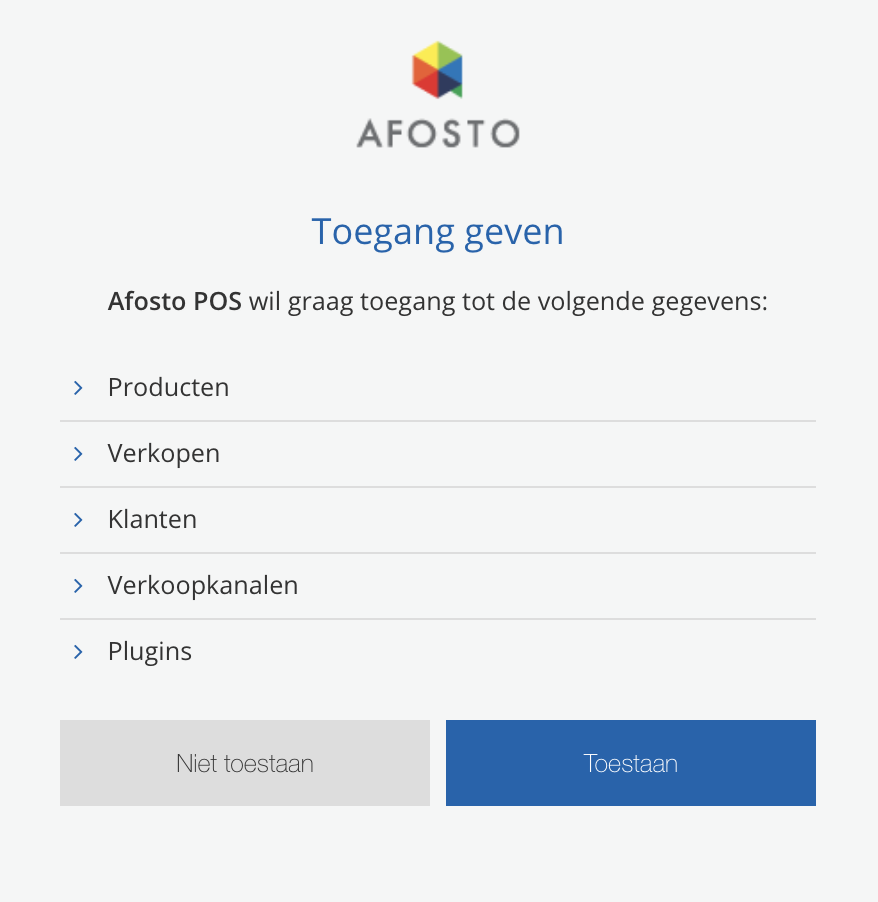 AFOSTO
Toegang geven
Afosto POS wil graag toegang tot de volgende gegevens:
Producten
Verkopen
Klanten
Verkoopkanalen
Plugins
Niet toestaan
Toestaan